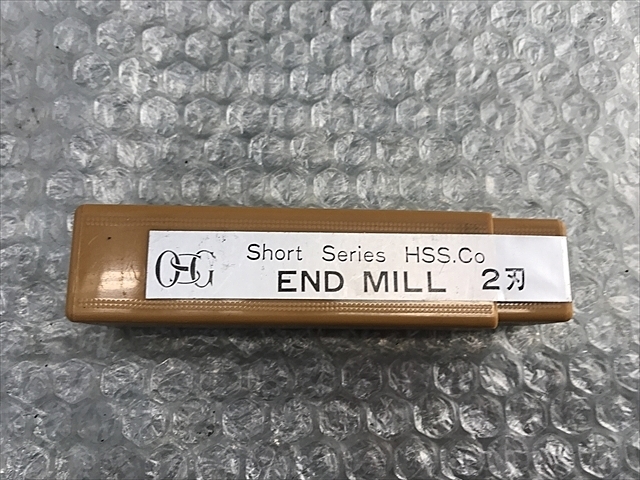 OSG
Short Series HSS.Co
END MILL 2刃